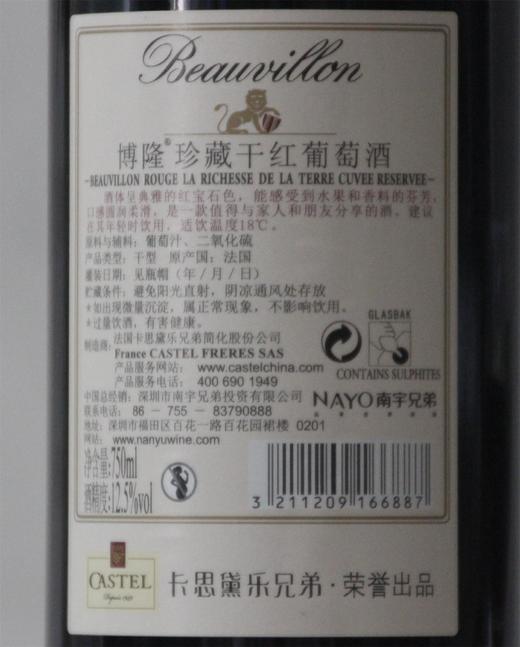 Beauvillon
博隆®珍藏干红葡萄酒
BEAUVILLON ROUGE LA RICHESSE DE LA TERRE CUVEE RESERVEE
酒体呈典雅的红宝石色，能感受到水果和香料的芬芳，
口感圆润柔滑，是一款值得与家人和朋友分享的酒。建议
在其年轻时饮用，适饮温度18℃。
原料与辅料：葡萄汁、二氧化硫
产品类型：干型 原产国：法国
灌装日期：见瓶帽（年／月／日）
贮藏条件：避免阳光直射，阴凉通风处存放
*如出现微量沉淀，属正常现象，不影响饮用。
*过量饮酒，有害健康。
制造商：法国卡思黛乐兄弟简化股份公司
France CASTEL FRERES SAS
产品服务网站： www.castelchina.com
产品服务电话： 400 690 1949
GLASBAK
CONTAINS SULPHITES
中国总经销：深圳市南宇兄弟投资有限公司
联系电话： 86 － 755 － 83790888
地址：深圳市福田区百花一路百花园裙楼 0201
网站： www.nanyuwine.com
NAYO南宇兄弟
净含量:750ml
酒精度:12.5%vol
3 211209 166887
CASTEL
Depuis 1949
卡思黛乐兄弟·荣誉出品